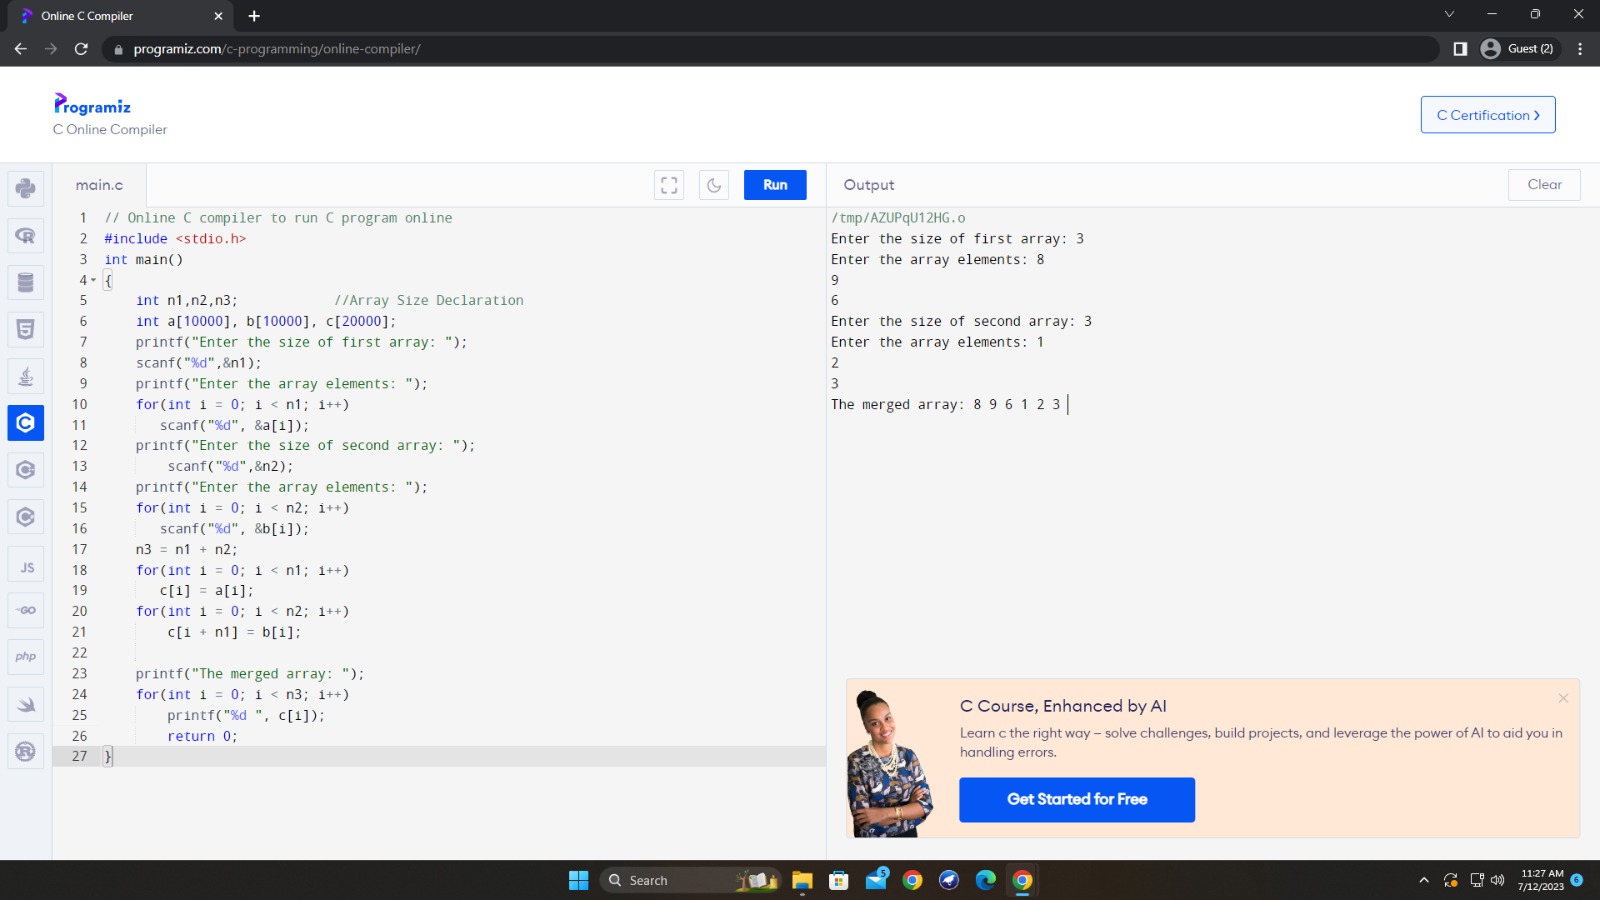 Online C Compiler
programiz.com/c-programming/online-compiler/
Guest (2)
Programiz
C Online Compiler
C Certification
main.c
Run
Output
Clear
1 // Online C compiler to run C program online
2 #include <stdio.h>
3 int main()
4 {
5 int n1,n2,n3; //Array Size Declaration
6 int a[10000], b[10000], c[20000];
7 printf("Enter the size of first array: ");
8 scanf("%d",&n1);
9 printf("Enter the array elements: ");
10 for(int i = 0; i < n1; i++)
11 scanf("%d", &a[i]);
12 printf("Enter the size of second array: ");
13 scanf("%d",&n2);
14 printf("Enter the array elements: ");
15 for(int i = 0; i < n2; i++)
16 scanf("%d", &b[i]);
17 n3 = n1 + n2;
18 for(int i = 0; i < n1; i++)
19 c[i] = a[i];
20 for(int i = 0; i < n2; i++)
21 c[i + n1] = b[i];
22
23 printf("The merged array: ");
24 for(int i = 0; i < n3; i++)
25 printf("%d ", c[i]);
26 return 0;
27 }
/tmp/AZUPqU12HG.o
Enter the size of first array: 3
Enter the array elements: 8
9
6
Enter the size of second array: 3
Enter the array elements: 1
2
3
The merged array: 8 9 6 1 2 3
R
5
C
C
C
JS
GO
php
R
C Course, Enhanced by AI
Learn c the right way – solve challenges, build projects, and leverage the power of AI to aid you in
handling errors.
Get Started for Free
Search
5
11:27 AM
7/12/2023
6